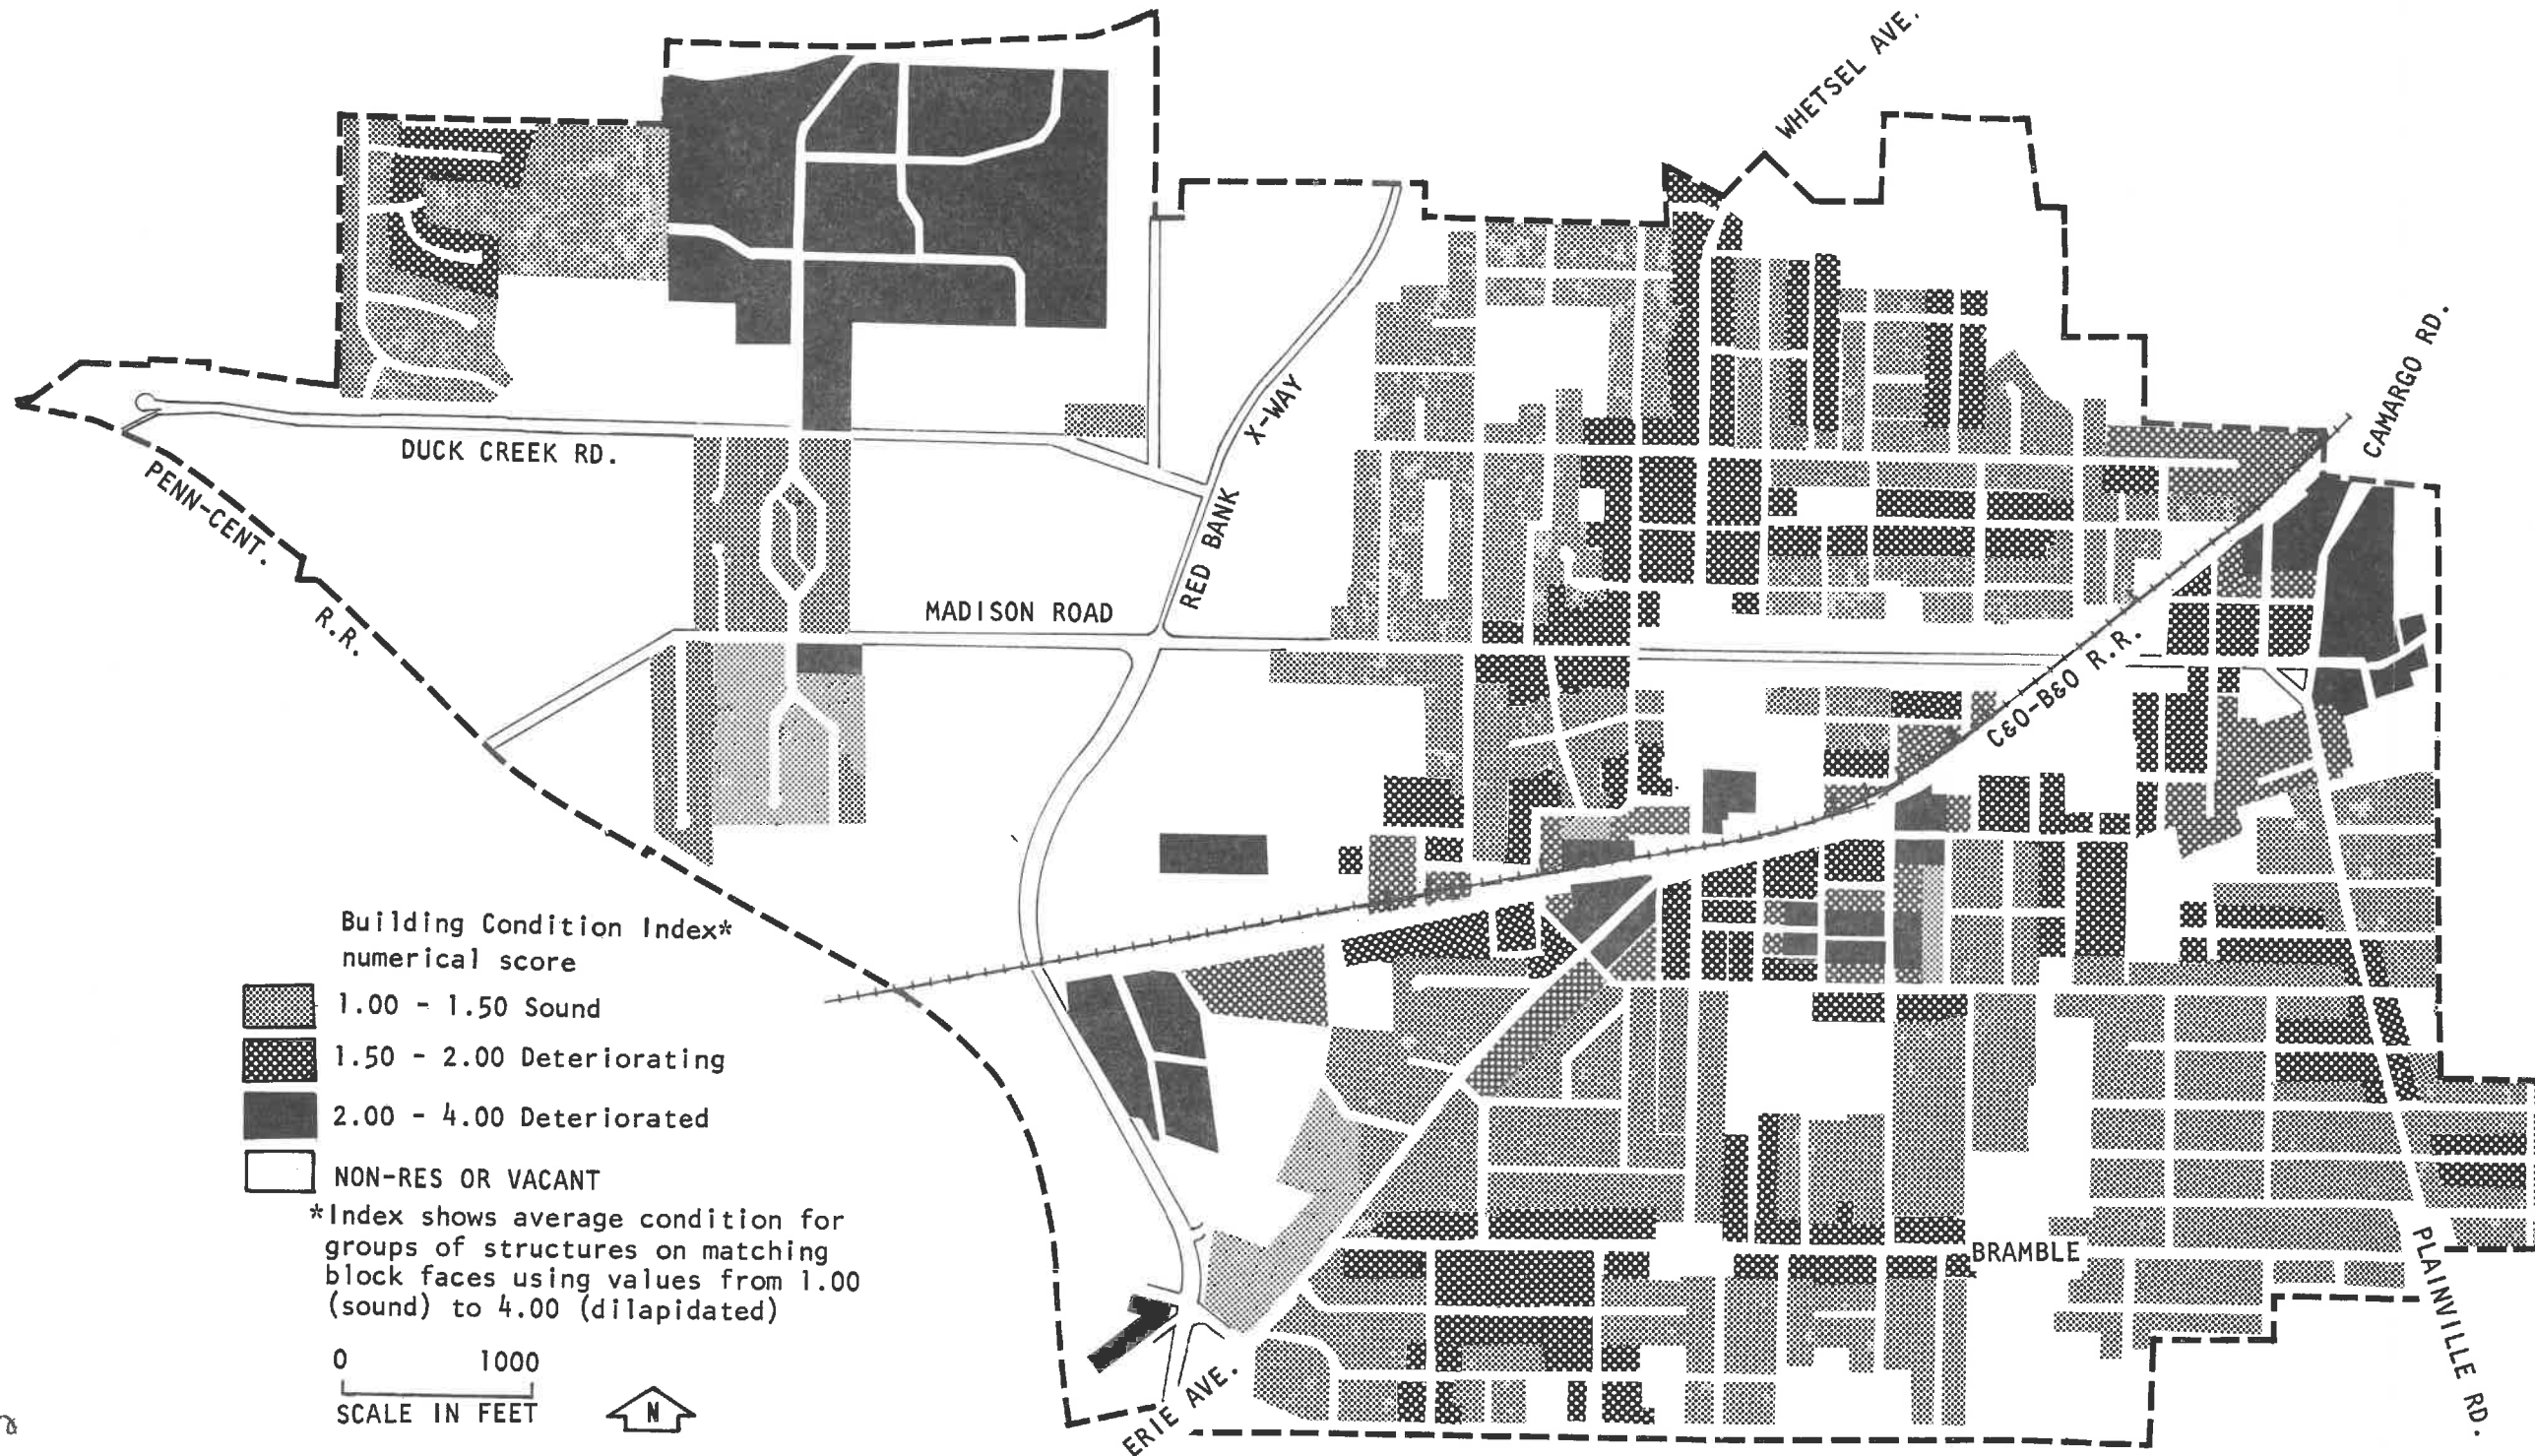 WHETSEL AVE.
CAMARGO RD.
DUCK CREEK RD.
X-WAY
RED BANK
PENN-CENT.
R.R.
MADISON ROAD
C&O-B&O R.R.
Building Condition Index*
numerical score
1.00 - 1.50 Sound
1.50 - 2.00 Deteriorating
2.00 - 4.00 Deteriorated
NON-RES OR VACANT
*Index shows average condition for
groups of structures on matching
block faces using values from 1.00
(sound) to 4.00 (dilapidated)
BRAMBLE
PLAINVILLE RD.
0 1000
SCALE IN FEET
N
ERIE AVE.